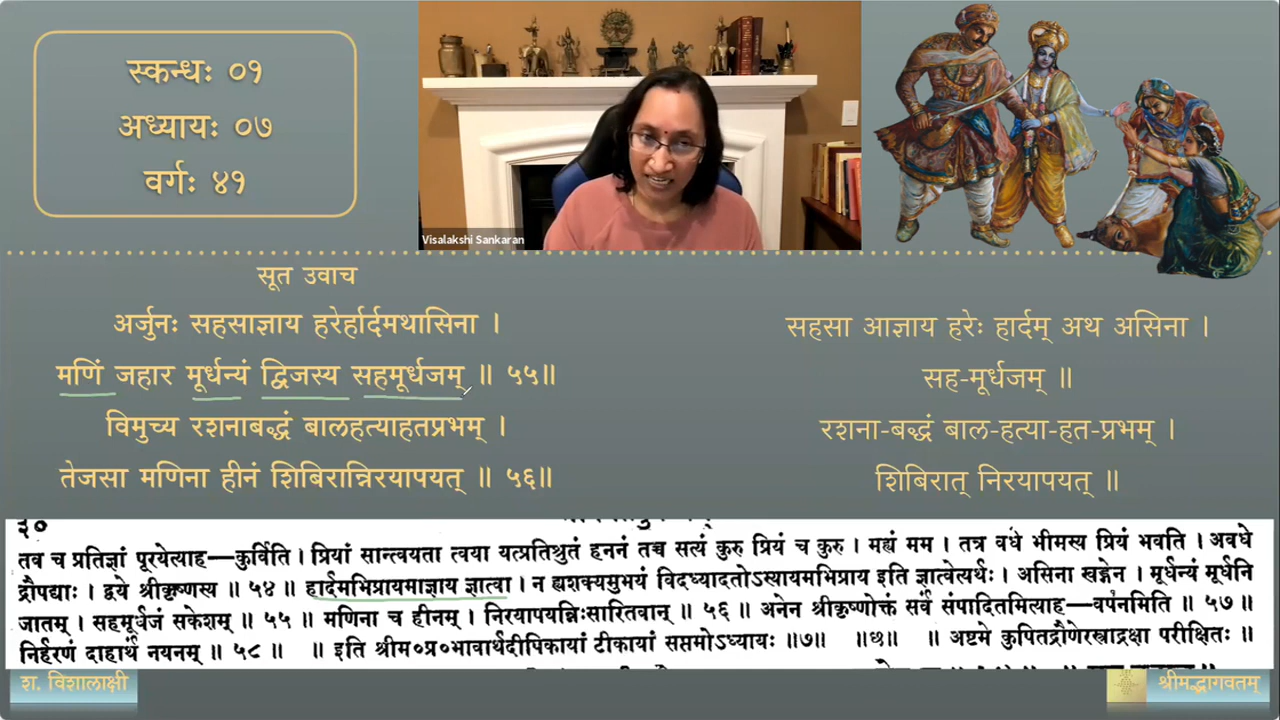 स्कन्धः ०१
अध्यायः ०७
वर्गः ४१
Visalakshi Sankaran
सूत उवाच
अर्जुनः सहसाज्ञाय हरेर्हार्दमथासिना ।
मणिं जहार मूर्धन्यं द्विजस्य सहमूर्धजम् ॥ ५५॥
विमुच्य रशनाबद्धं बालहत्याहतप्रभम् ।
तेजसा मणिना हीनं शिबिरान्निरयापयत् ॥ ५६॥
सहसा आज्ञाय हरेः हार्दम् अथ असिना ।
सह-मूर्धजम् ॥
रशना-बद्धं बाल-हत्या-हत-प्रभम् ।
शिबिरात् निरयापयत् ॥
३०
तव च प्रतिज्ञां पूरयेत्याह—कुर्विति । प्रियां सान्त्वयता त्वया यत्प्रतिश्रुतं हननं तच्च सत्यं कुरु प्रियं च कुरु । मह्यं मम । तत्र वधे भीमस्य प्रियं भवति । अवधे
द्रौपद्याः । द्वये श्रीकृष्णस्य ॥ ५४ ॥ हार्दमभिप्रायमाज्ञाय ज्ञात्वा । न ह्यशक्यमुभयं विदध्यादतोऽस्यायमभिप्राय इति ज्ञात्वेत्यर्थः । असिना खड्गेन । मूर्धन्यं मूर्धनि
जातम् । सहमूर्धजं सकेशम् ॥ ५५ ॥ मणिना च हीनम् । निरयापयन्निःसारितवान् ॥ ५६ ॥ अनेन श्रीकृष्णोक्तं सर्वं संपादितमित्याह—वपनमिति ॥ ५७ ॥
निर्हरणं दाहार्थं नयनम् ॥ ५८ ॥ ॥ इति श्रीम०प्र०भावार्थदीपिकायां टीकायां सप्तमोऽध्यायः ॥७॥ ॥छ॥ ॥ अष्टमे कुपितद्रौणेरस्त्राद्रक्षा परीक्षितः ॥
श. विशालाक्षी
श्रीमद्भागवतम्